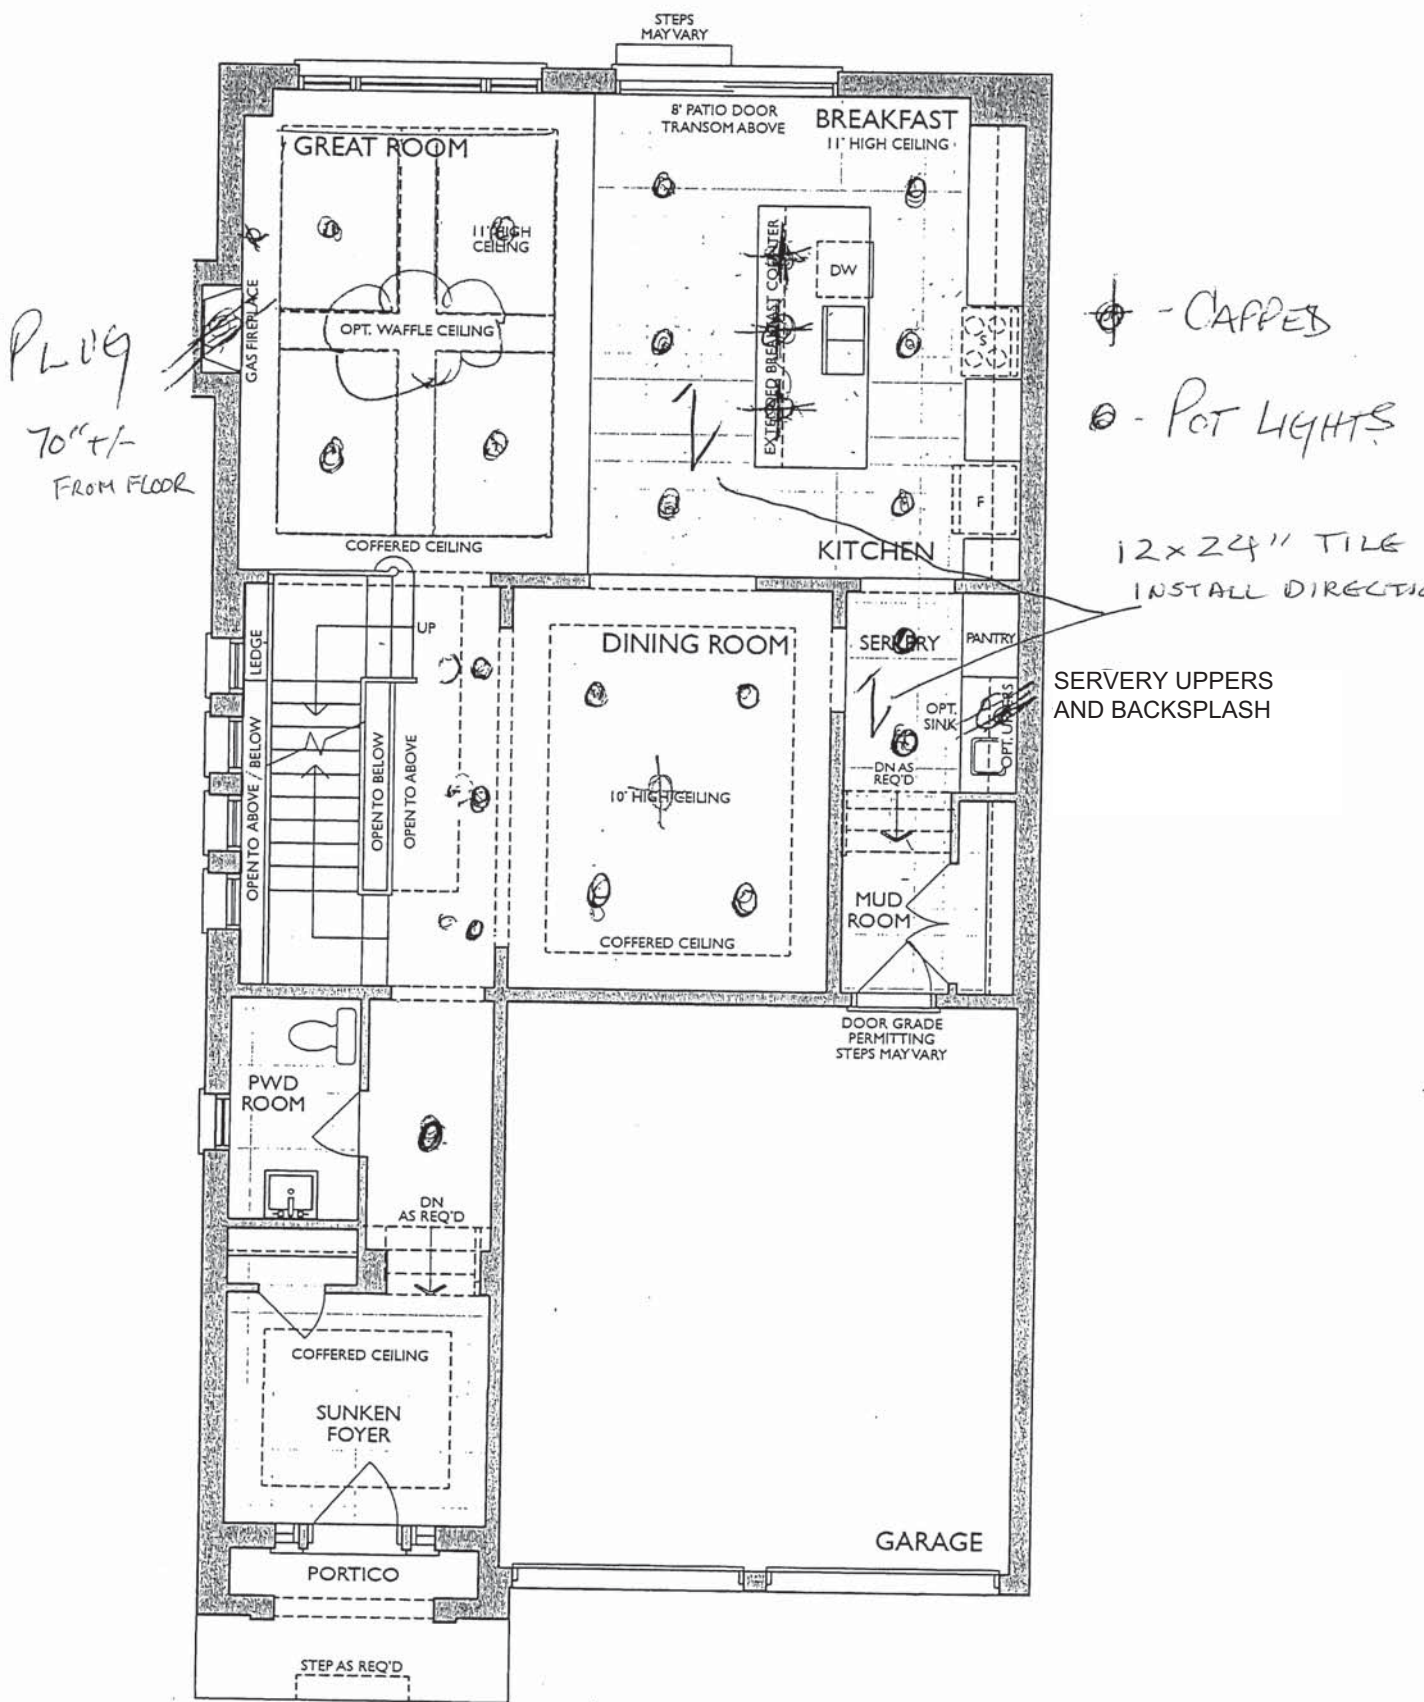 STEPS
MAY VARY
8' PATIO DOOR
TRANSOM ABOVE
BREAKFAST
11' HIGH CEILING
GREAT ROOM
11' HIGH
CEILING
OPT. WAFFLE CEILING
GAS FIREPLACE
COFFERED CEILING
PLUG
70" +/-
FROM FLOOR
EXTENDED BREAKFAST COUNTER
DW
S
F
KITCHEN
- CAPPED
- POT LIGHTS
12 x 24" TILE
INSTALL DIRECTIO
LEDGE
UP
OPEN TO ABOVE / BELOW
OPEN TO BELOW
OPEN TO ABOVE
DINING ROOM
10' HIGH CEILING
COFFERED CEILING
SERVERY
PANTRY
OPT.
SINK
OPT. UPPERS
DN AS
REQ'D
SERVERY UPPERS
AND BACKSPLASH
MUD
ROOM
DOOR GRADE
PERMITTING
STEPS MAY VARY
PWD
ROOM
DN
AS REQ'D
COFFERED CEILING
SUNKEN
FOYER
GARAGE
PORTICO
STEP AS REQ'D